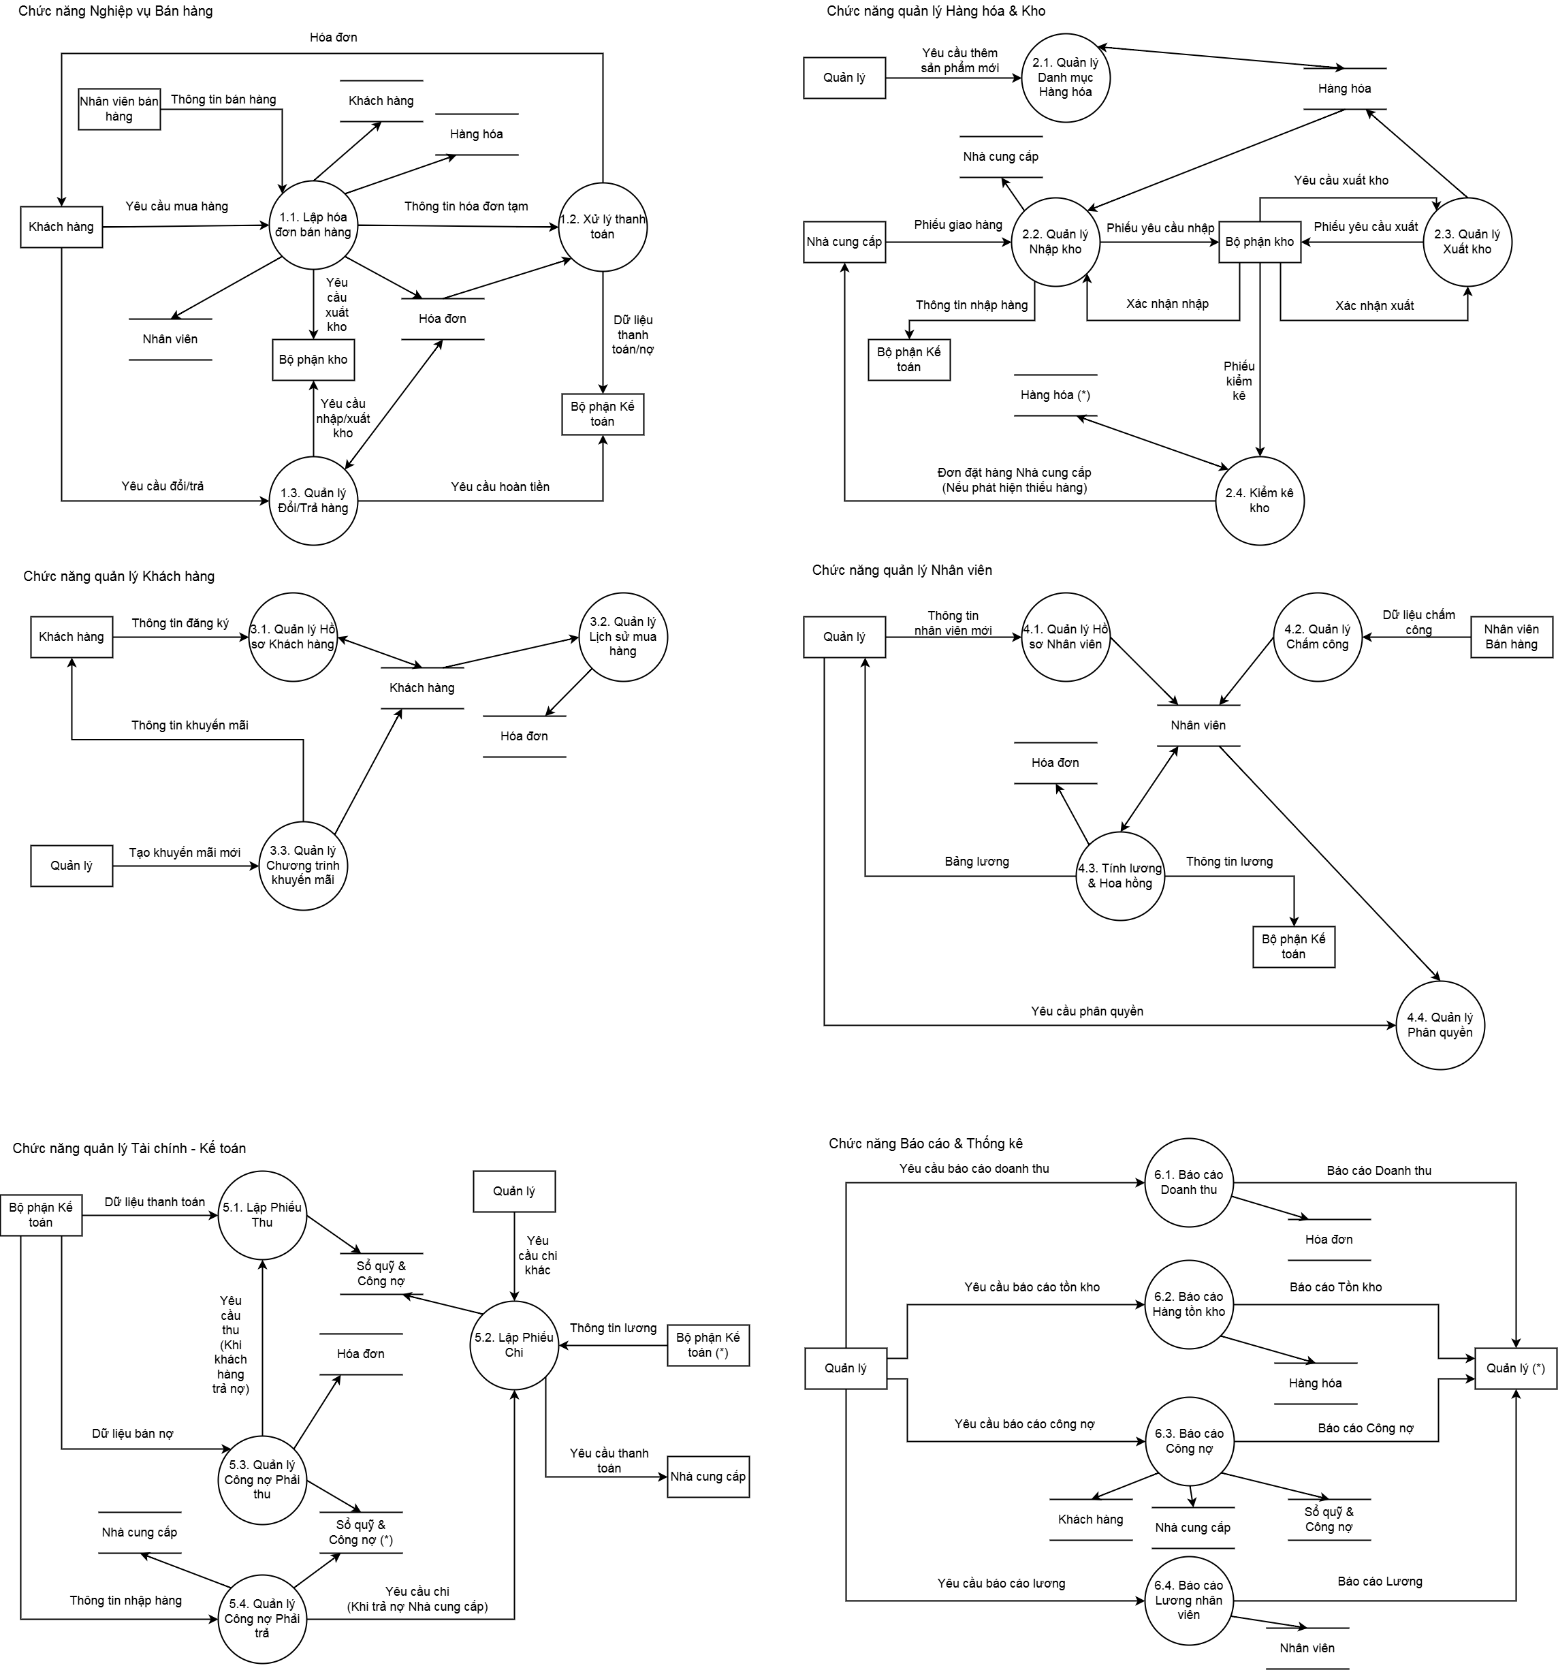 Chức năng Nghiệp vụ Bán hàng
Hóa đơn
Nhân viên bán
hàng
Thông tin bán hàng
Khách hàng
Hàng hóa
Khách hàng
Yêu cầu mua hàng
1.1. Lập hóa
đơn bán hàng
Thông tin hóa đơn tạm
1.2. Xử lý thanh
toán
Nhân viên
Yêu
cầu
xuất
kho
Hóa đơn
Dữ liệu
thanh
toán/nợ
Bộ phận kho
Yêu cầu
nhập/xuất
kho
Bộ phận Kế
toán
Yêu cầu đổi/trả
1.3. Quản lý
Đổi/Trả hàng
Yêu cầu hoàn tiền
Chức năng quản lý Hàng hóa & Kho
Quản lý
Yêu cầu thêm
sản phẩm mới
2.1. Quản lý
Danh mục
Hàng hóa
Hàng hóa
Nhà cung cấp
Yêu cầu xuất kho
Nhà cung cấp
Phiếu giao hàng
2.2. Quản lý
Nhập kho
Phiếu yêu cầu nhập
Bộ phận kho
Phiếu yêu cầu xuất
2.3. Quản lý
Xuất kho
Thông tin nhập hàng
Xác nhận nhập
Xác nhận xuất
Bộ phận Kế
toán
Phiếu
kiểm
kê
Hàng hóa (*)
Đơn đặt hàng Nhà cung cấp
(Nếu phát hiện thiếu hàng)
2.4. Kiểm kê
kho
Chức năng quản lý Khách hàng
Khách hàng
Thông tin đăng ký
3.1. Quản lý Hồ
sơ Khách hàng
3.2. Quản lý
Lịch sử mua
hàng
Khách hàng
Thông tin khuyến mãi
Hóa đơn
Quản lý
Tạo khuyến mãi mới
3.3. Quản lý
Chương trình
khuyến mãi
Chức năng quản lý Nhân viên
Quản lý
Thông tin
nhân viên mới
4.1. Quản lý Hồ
sơ Nhân viên
4.2. Quản lý
Chấm công
Dữ liệu chấm
công
Nhân viên
Bán hàng
Nhân viên
Hóa đơn
Bảng lương
4.3. Tính lương
& Hoa hồng
Thông tin lương
Bộ phận Kế
toán
Yêu cầu phân quyền
4.4. Quản lý
Phân quyền
Chức năng quản lý Tài chính - Kế toán
Bộ phận Kế
toán
Dữ liệu thanh toán
5.1. Lập Phiếu
Thu
Quản lý
Yêu
cầu chi
khác
Sổ quỹ &
Công nợ
Yêu
cầu
thu
(Khi
khách
hàng
trả nợ)
Hóa đơn
5.2. Lập Phiếu
Chi
Thông tin lương
Bộ phận Kế
toán (*)
Dữ liệu bán nợ
5.3. Quản lý
Công nợ Phải
thu
Yêu cầu thanh
toán
Nhà cung cấp
Nhà cung cấp
Sổ quỹ &
Công nợ (*)
Thông tin nhập hàng
5.4. Quản lý
Công nợ Phải
trả
Yêu cầu chi
(Khi trả nợ Nhà cung cấp)
Chức năng Báo cáo & Thống kê
Yêu cầu báo cáo doanh thu
6.1. Báo cáo
Doanh thu
Báo cáo Doanh thu
Hóa đơn
Yêu cầu báo cáo tồn kho
6.2. Báo cáo
Hàng tồn kho
Báo cáo Tồn kho
Quản lý
Hàng hóa
Quản lý (*)
Yêu cầu báo cáo công nợ
6.3. Báo cáo
Công nợ
Báo cáo Công nợ
Khách hàng
Nhà cung cấp
Sổ quỹ &
Công nợ
Yêu cầu báo cáo lương
6.4. Báo cáo
Lương nhân
viên
Báo cáo Lương
Nhân viên